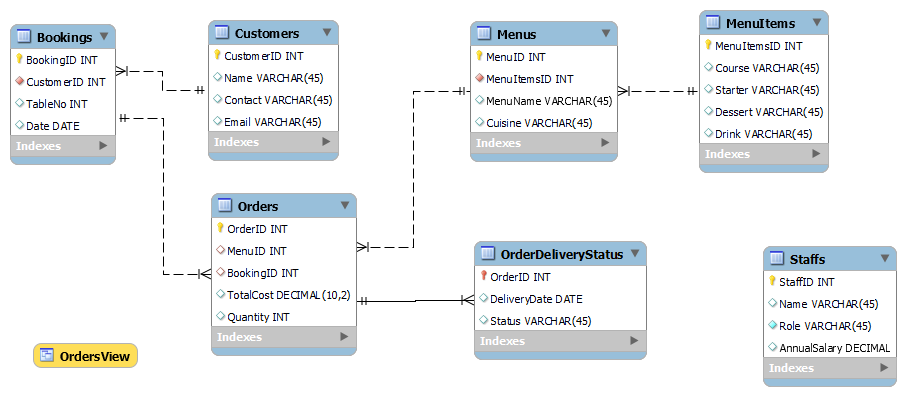 Bookings
BookingID INT
CustomerID INT
TableNo INT
Date DATE
Indexes
Customers
CustomerID INT
Name VARCHAR(45)
Contact VARCHAR(45)
Email VARCHAR(45)
Indexes
Menus
MenuID INT
MenuItemsID INT
MenuName VARCHAR(45)
Cuisine VARCHAR(45)
Indexes
MenuItems
MenuItemsID INT
Course VARCHAR(45)
Starter VARCHAR(45)
Dessert VARCHAR(45)
Drink VARCHAR(45)
Indexes
Orders
OrderID INT
MenuID INT
BookingID INT
TotalCost DECIMAL(10,2)
Quantity INT
Indexes
OrderDeliveryStatus
OrderID INT
DeliveryDate DATE
Status VARCHAR(45)
Indexes
Staffs
StaffID INT
Name VARCHAR(45)
Role VARCHAR(45)
AnnualSalary DECIMAL
Indexes
OrdersView